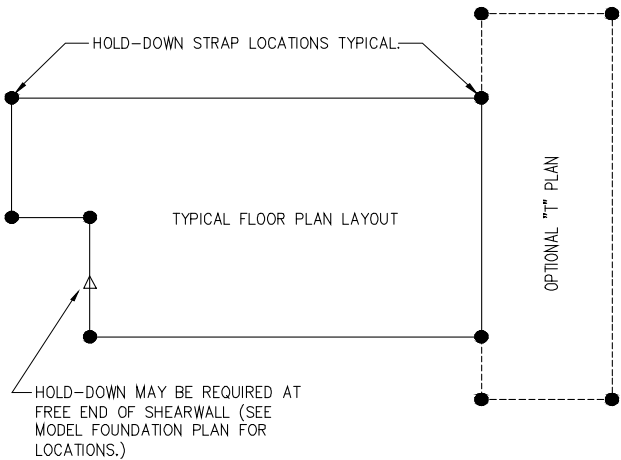 HOLD-DOWN STRAP LOCATIONS TYPICAL.
TYPICAL FLOOR PLAN LAYOUT
OPTIONAL "T" PLAN
HOLD-DOWN MAY BE REQUIRED AT
FREE END OF SHEARWALL (SEE
MODEL FOUNDATION PLAN FOR
LOCATIONS.)